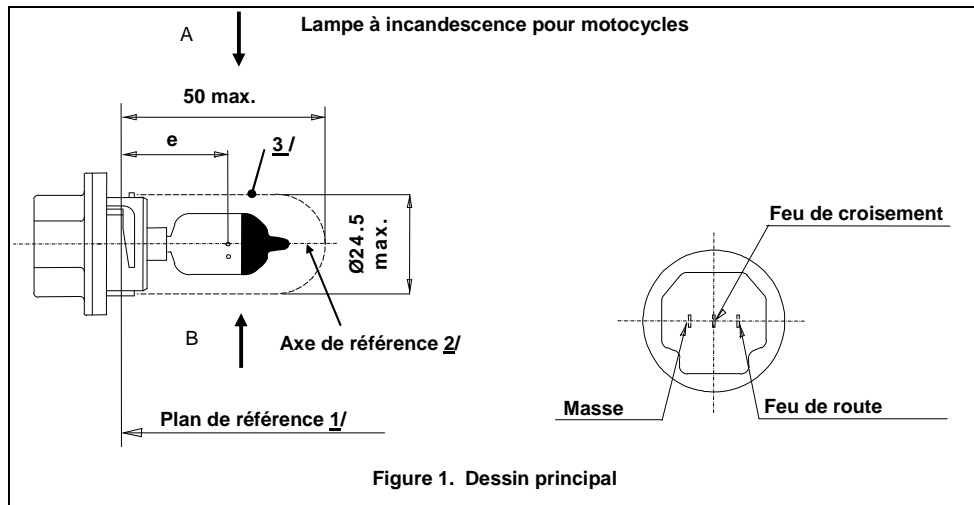 Lampe à incandescence pour motocycles
A
50 max.
e
3/
Ø24.5 max.
Feu de croisement
B
Axe de référence 2/
Masse
Feu de route
Plan de référence 1/
Figure 1. Dessin principal